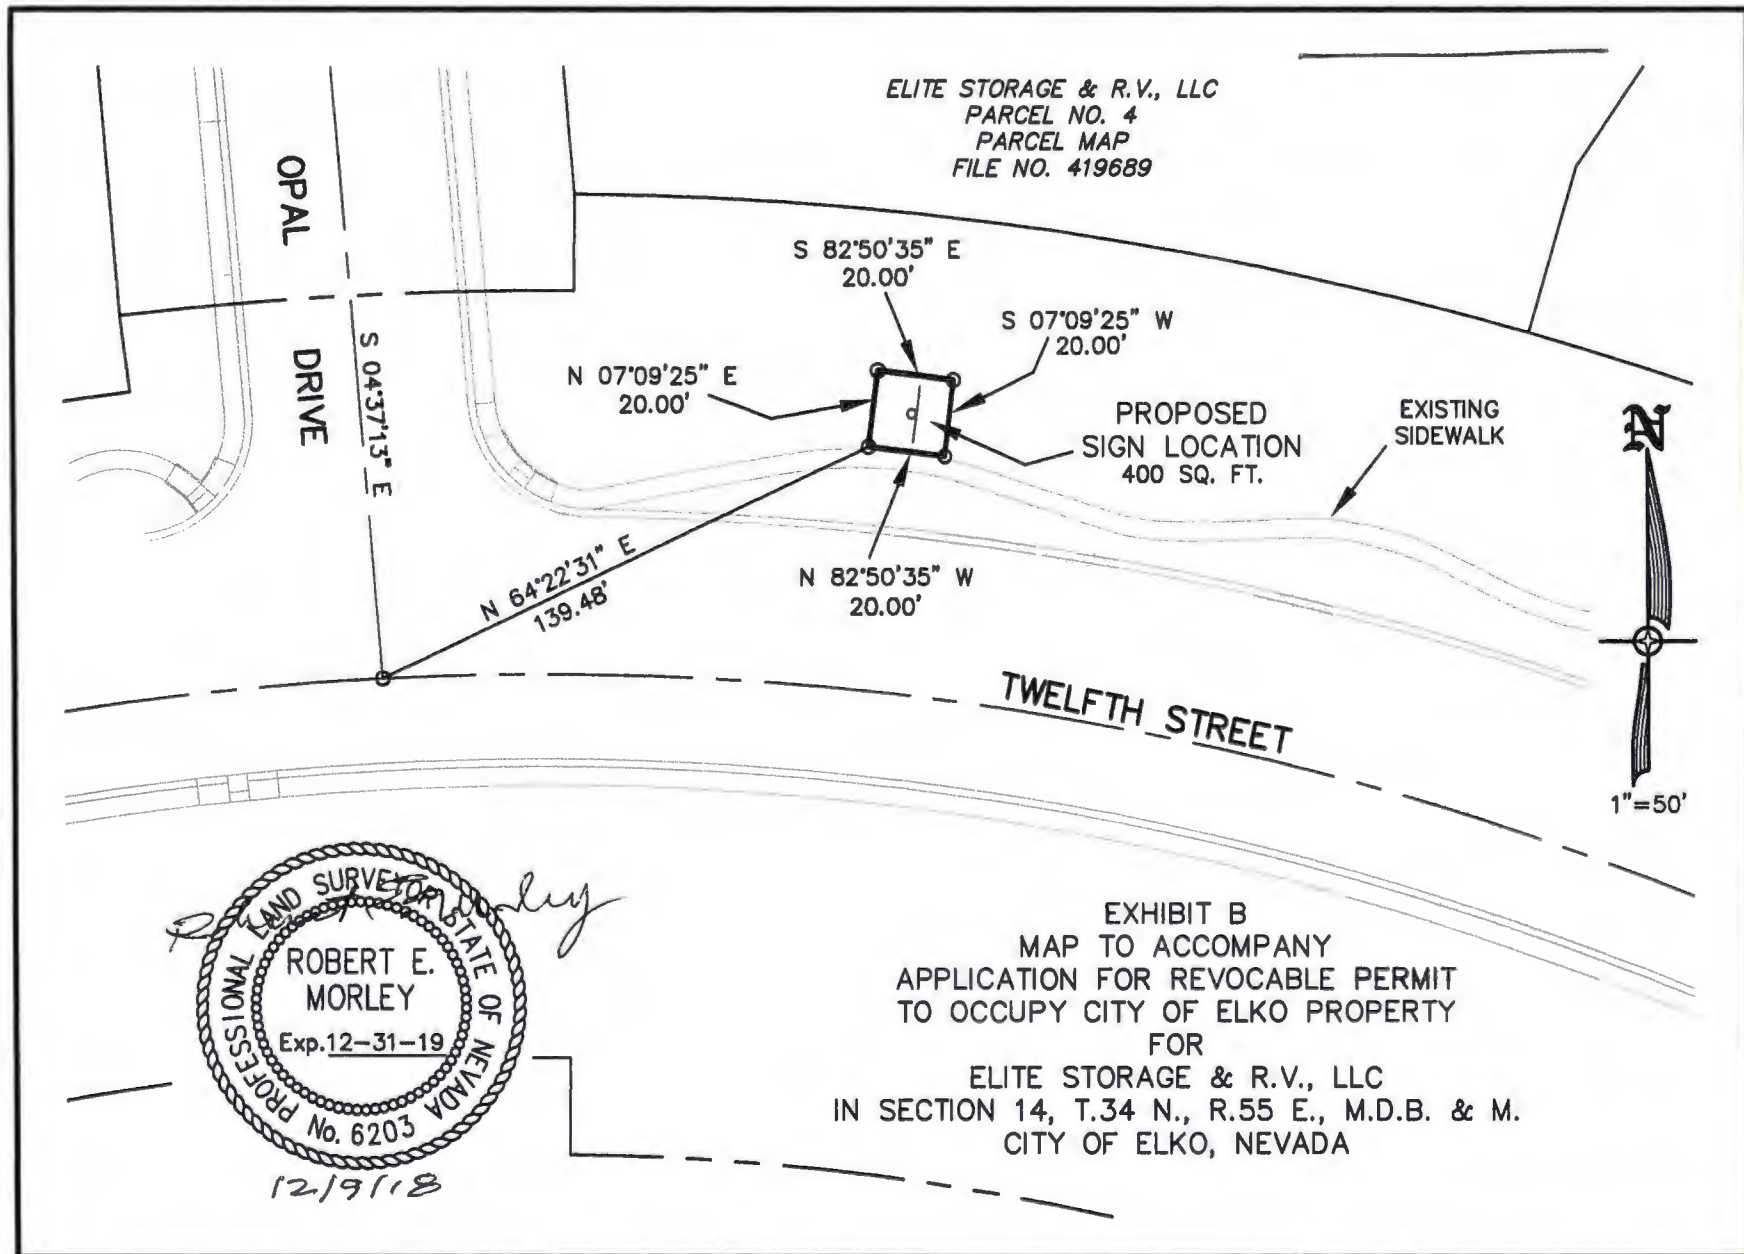 ELITE STORAGE & R.V., LLC
PARCEL NO. 4
PARCEL MAP
FILE NO. 419689
OPAL DRIVE
S 04°37'13" E
S 82°50'35" E
20.00'
S 07°09'25" W
20.00'
N 07°09'25" E
20.00'
PROPOSED
SIGN LOCATION
400 SQ. FT.
EXISTING
SIDEWALK
N
N 64°22'31" E
139.48'
N 82°50'35" W
20.00'
TWELFTH STREET
1"=50'
PROFESSIONAL LAND SURVEYOR STATE OF NEVADA
ROBERT E.
MORLEY
Exp.12-31-19
No. 6203
12/9/18
EXHIBIT B
MAP TO ACCOMPANY
APPLICATION FOR REVOCABLE PERMIT
TO OCCUPY CITY OF ELKO PROPERTY
FOR
ELITE STORAGE & R.V., LLC
IN SECTION 14, T.34 N., R.55 E., M.D.B. & M.
CITY OF ELKO, NEVADA